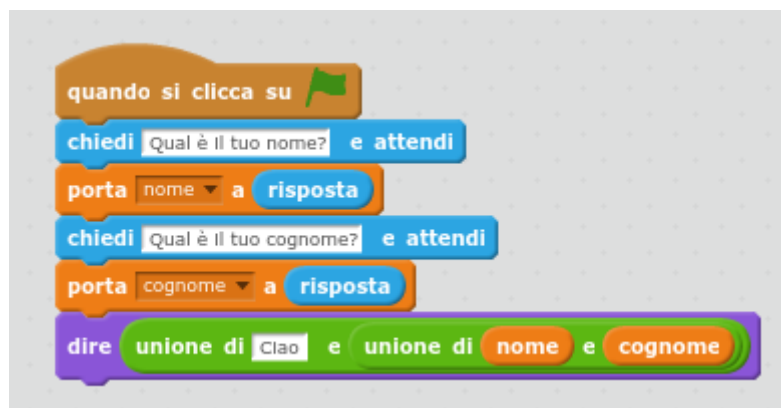 quando si clicca su
chiedi Qual è Il tuo nome? e attendi
porta nome a risposta
chiedi Qual è Il tuo cognome? e attendi
porta cognome a risposta
dire unione di Ciao e unione di nome e cognome